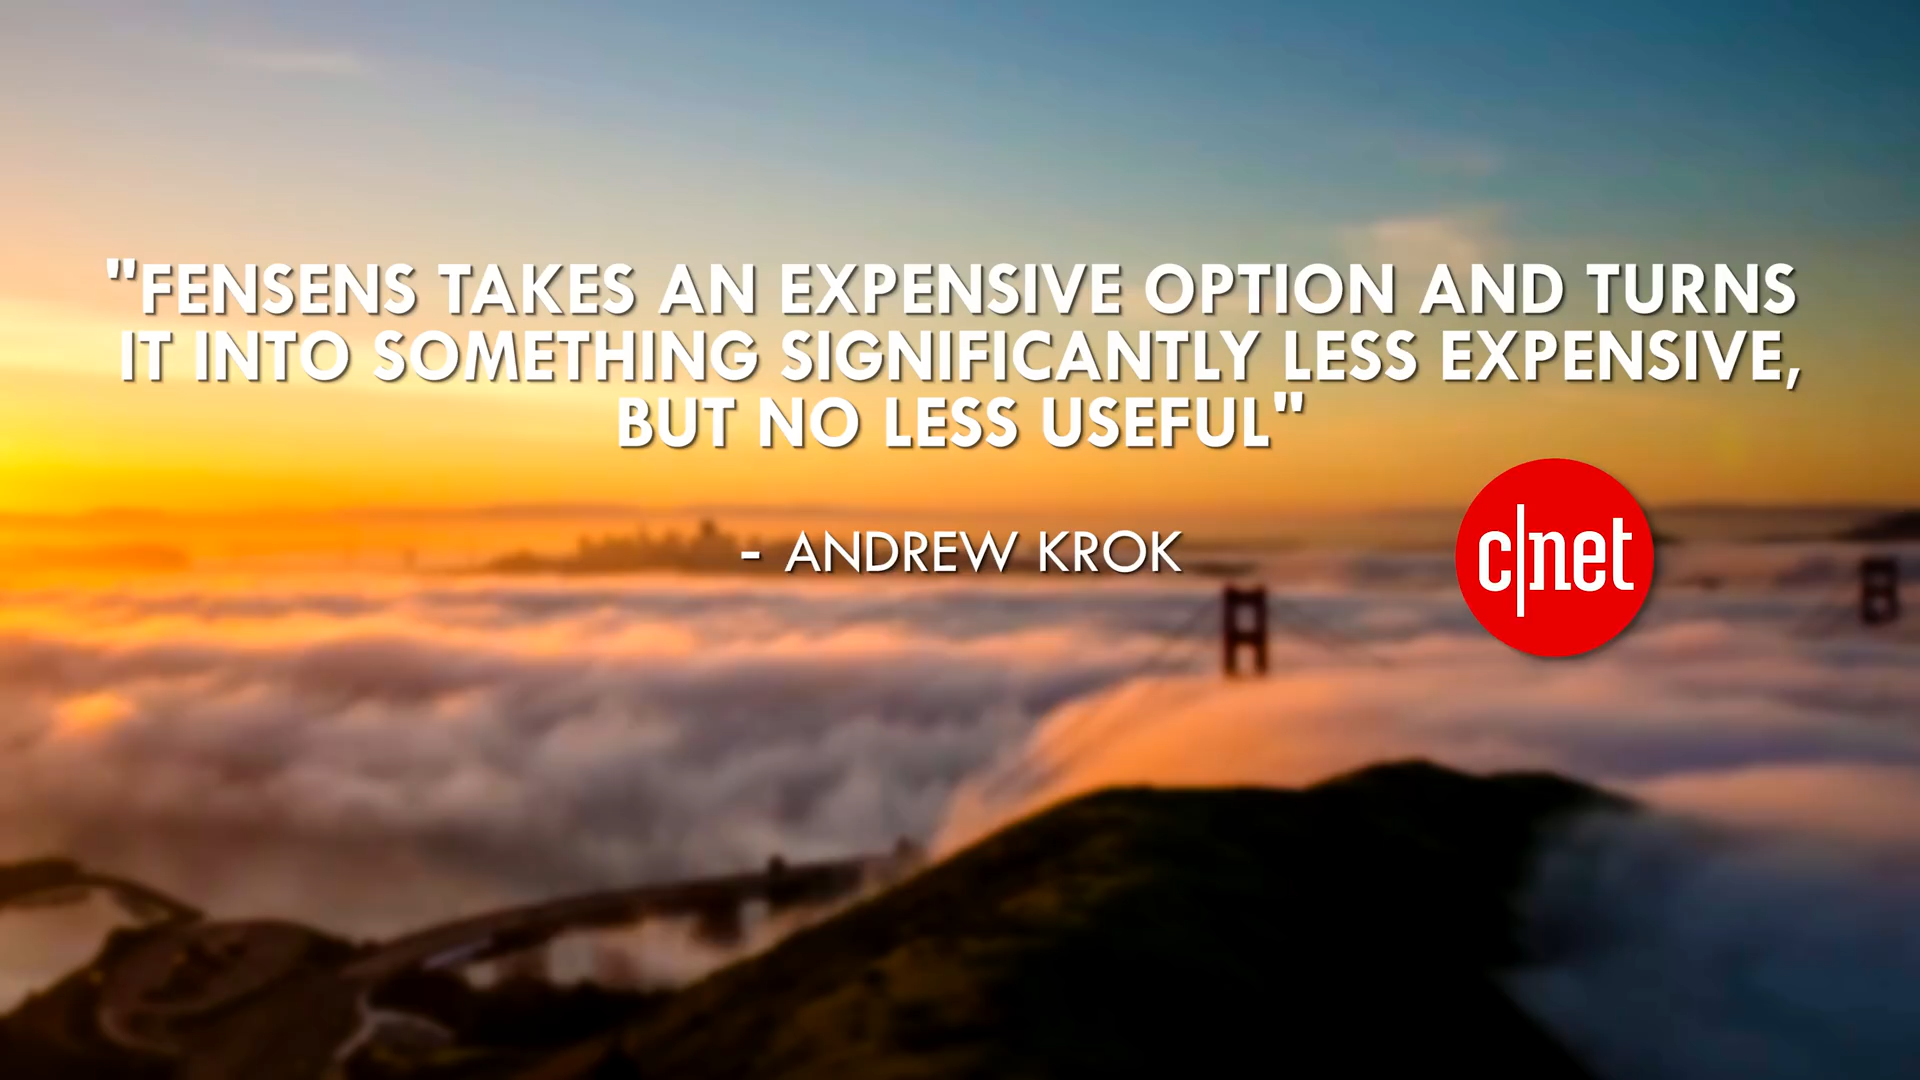 "FENSENS TAKES AN EXPENSIVE OPTION AND TURNS
IT INTO SOMETHING SIGNIFICANTLY LESS EXPENSIVE,
BUT NO LESS USEFUL"
- ANDREW KROK
c|net